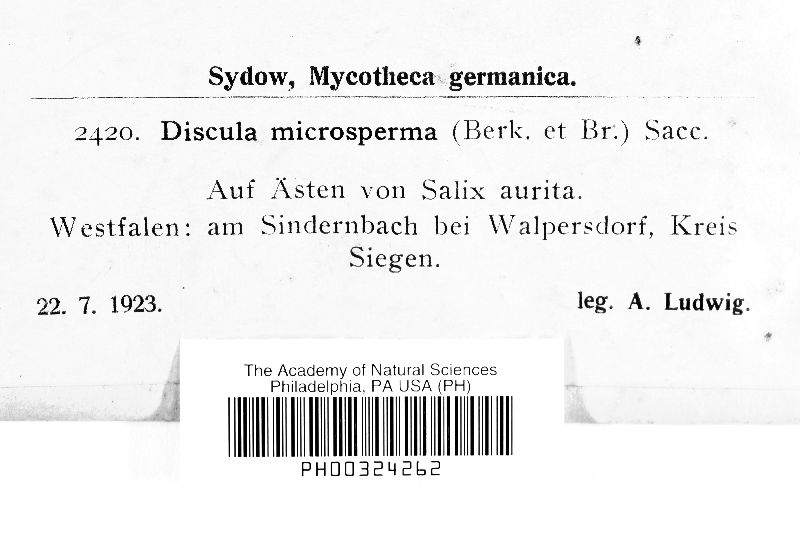 Sydow, Mycotheca germanica.
2420. Discula microsperma (Berk. et Br.) Sacc.
Auf Ästen von Salix aurita.
Westfalen: am Sindernbach bei Walpersdorf, Kreis
Siegen.
22. 7. 1923. leg. A. Ludwig.
The Academy of Natural Sciences
Philadelphia, PA USA (PH)
PH00324262